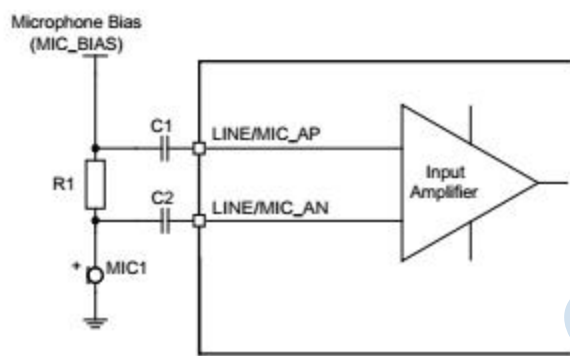 Microphone Bias
(MIC_BIAS)
C1
LINE/MIC_AP
R1
Input
Amplifier
C2
LINE/MIC_AN
+
MIC1